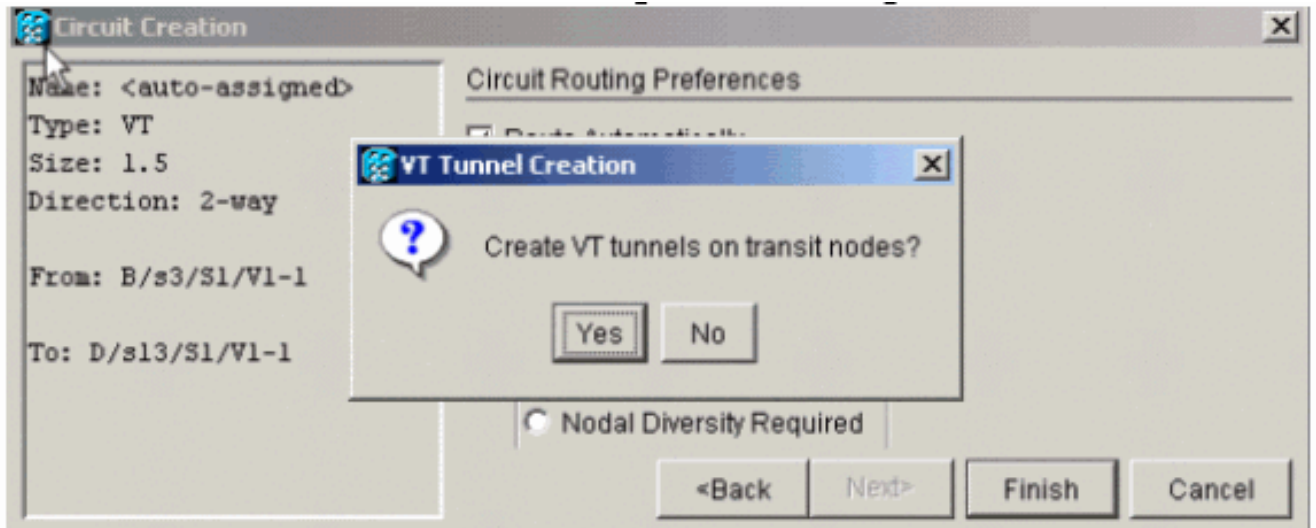 Circuit Creation
Name: <auto-assigned>
Type: VT
Size: 1.5
Direction: 2-way
From: B/s3/S1/V1-1
To: D/s13/S1/V1-1
Circuit Routing Preferences
Route Automatically
VT Tunnel Creation
Create VT tunnels on transit nodes?
Yes No
Nodal Diversity Required
<Back Next> Finish Cancel